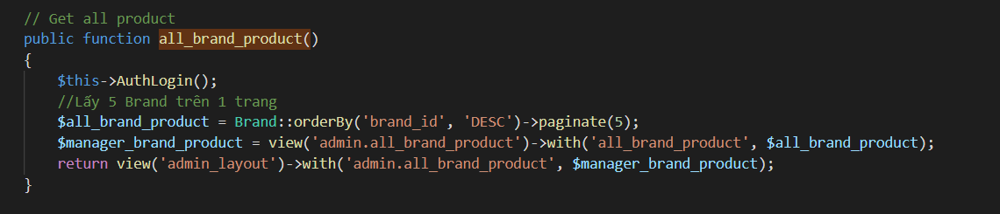 // Get all product
public function all_brand_product()
{
$this->AuthLogin();
//Lấy 5 Brand trên 1 trang
$all_brand_product = Brand::orderBy('brand_id', 'DESC')->paginate(5);
$manager_brand_product = view('admin.all_brand_product')->with('all_brand_product', $all_brand_product);
return view('admin_layout')->with('admin.all_brand_product', $manager_brand_product);
}